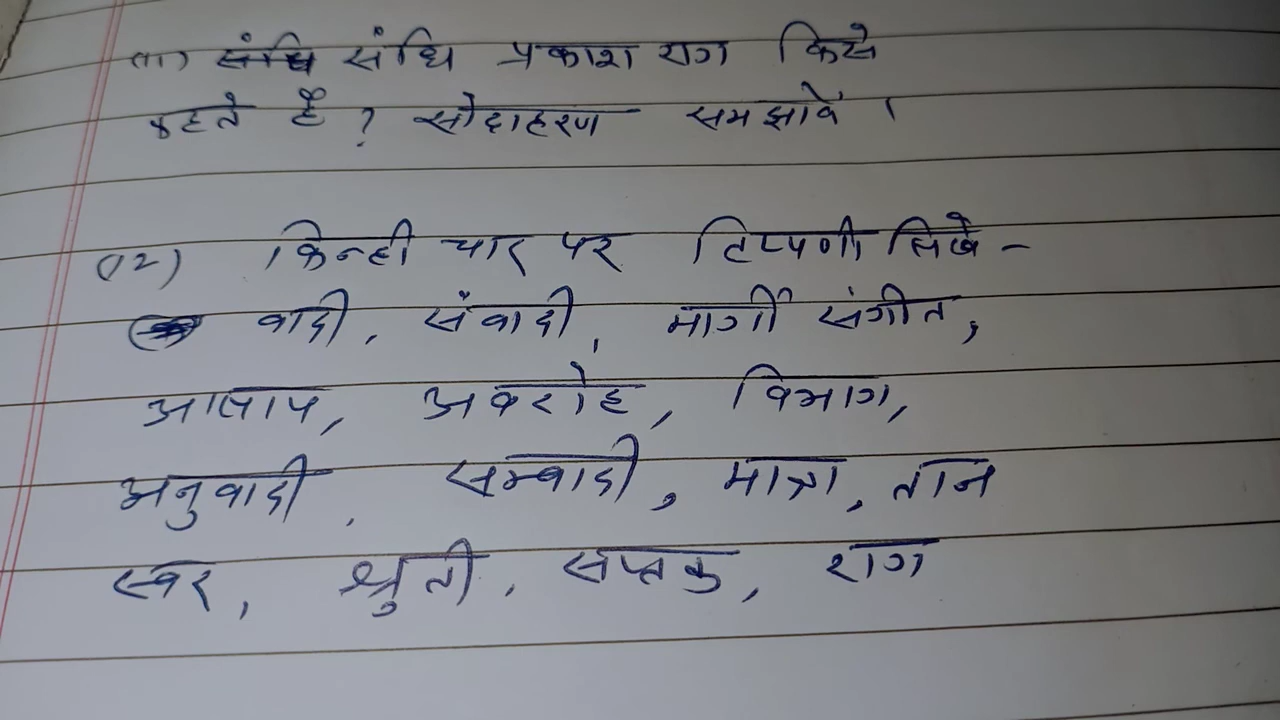 (11) संधि प्रकाश राग किसे
कहते हैं? सोदाहरण समझावें।
(12) किन्ही चार पर टिप्पणी लिखें -
वादी, संवादी, मार्गी संगीत,
आलाप, अवरोह, विभाग,
अनुवादी, सम्वादी, मात्रा, तान
स्वर, श्रुती, सप्तक, राग